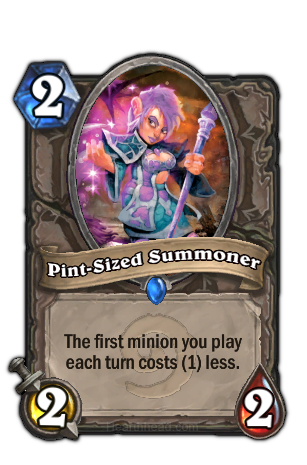 2
Pint-Sized Summoner
The first minion you play
each turn costs (1) less.
2
2